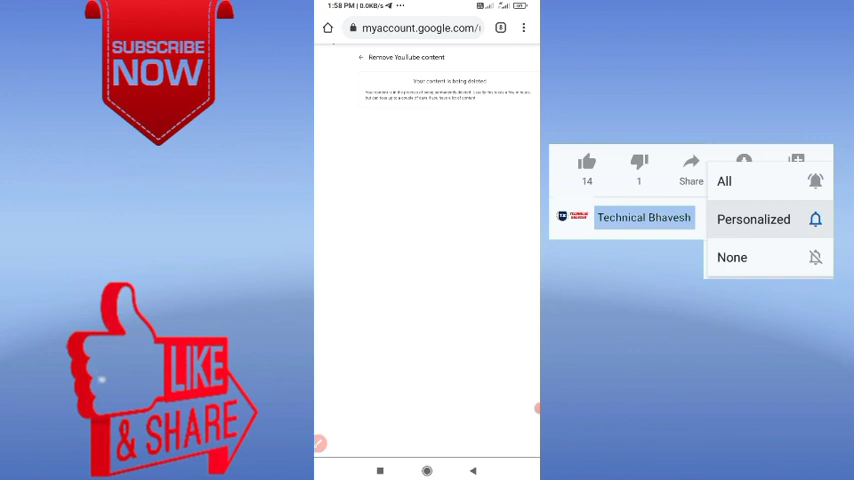 SUBSCRIBE
NOW
LIKE
& SHARE
1:58 PM | 0.0KB/s
myaccount.google.com/
8
Remove YouTube content
Your content is being deleted
14
1
Share
All
Technical Bhavesh
Personalized
None